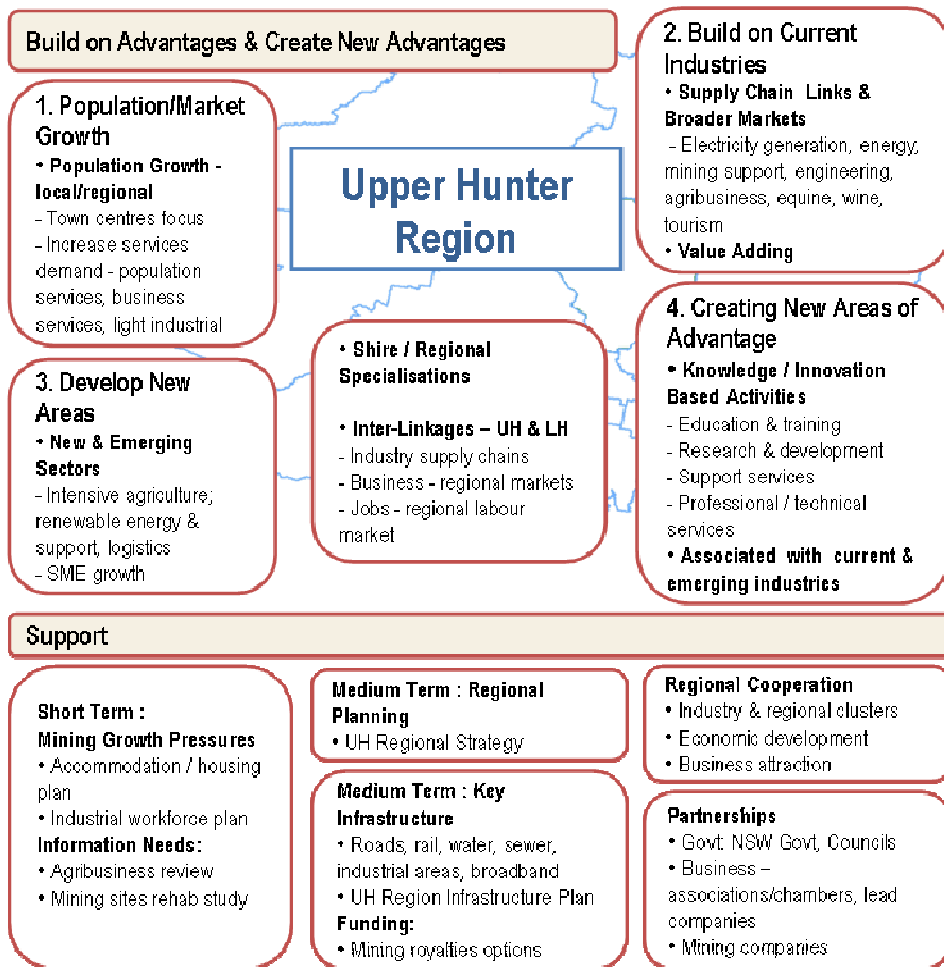 Build on Advantages & Create New Advantages
1. Population/Market
Growth
• Population Growth -
local/regional
- Town centres focus
- Increase services
demand - population
services, business
services, light industrial
2. Build on Current
Industries
• Supply Chain Links &
Broader Markets
- Electricity generation, energy;
mining support, engineering,
agribusiness, equine, wine,
tourism
• Value Adding
Upper Hunter
Region
3. Develop New
Areas
• New & Emerging
Sectors
- Intensive agriculture;
renewable energy &
support, logistics
- SME growth
• Shire / Regional
Specialisations
• Inter-Linkages – UH & LH
- Industry supply chains
- Business - regional markets
- Jobs - regional labour
market
4. Creating New Areas of
Advantage
• Knowledge / Innovation
Based Activities
- Education & training
- Research & development
- Support services
- Professional / technical
services
• Associated with current &
emerging industries
Support
Short Term :
Mining Growth Pressures
• Accommodation / housing
plan
• Industrial workforce plan
Information Needs:
• Agribusiness review
• Mining sites rehab study
Medium Term : Regional
Planning
• UH Regional Strategy
Medium Term : Key
Infrastructure
• Roads, rail, water, sewer,
industrial areas, broadband
• UH Region Infrastructure Plan
Funding:
• Mining royalties options
Regional Cooperation
• Industry & regional clusters
• Economic development
• Business attraction
Partnerships
• Govt: NSW Govt, Councils
• Business –
associations/chambers, lead
companies
• Mining companies